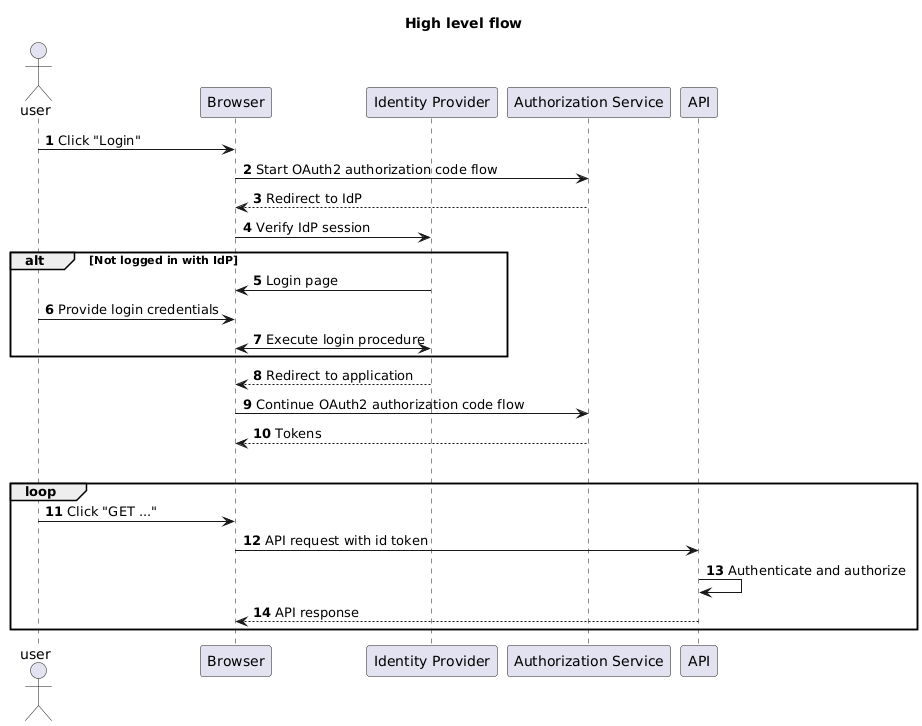 High level flow
user
Browser
Identity Provider
Authorization Service
API
1 Click "Login"
2 Start OAuth2 authorization code flow
3 Redirect to IdP
4 Verify IdP session
alt [Not logged in with IdP]
5 Login page
6 Provide login credentials
7 Execute login procedure
8 Redirect to application
9 Continue OAuth2 authorization code flow
10 Tokens
loop
11 Click "GET ..."
12 API request with id token
13 Authenticate and authorize
14 API response
user
Browser
Identity Provider
Authorization Service
API